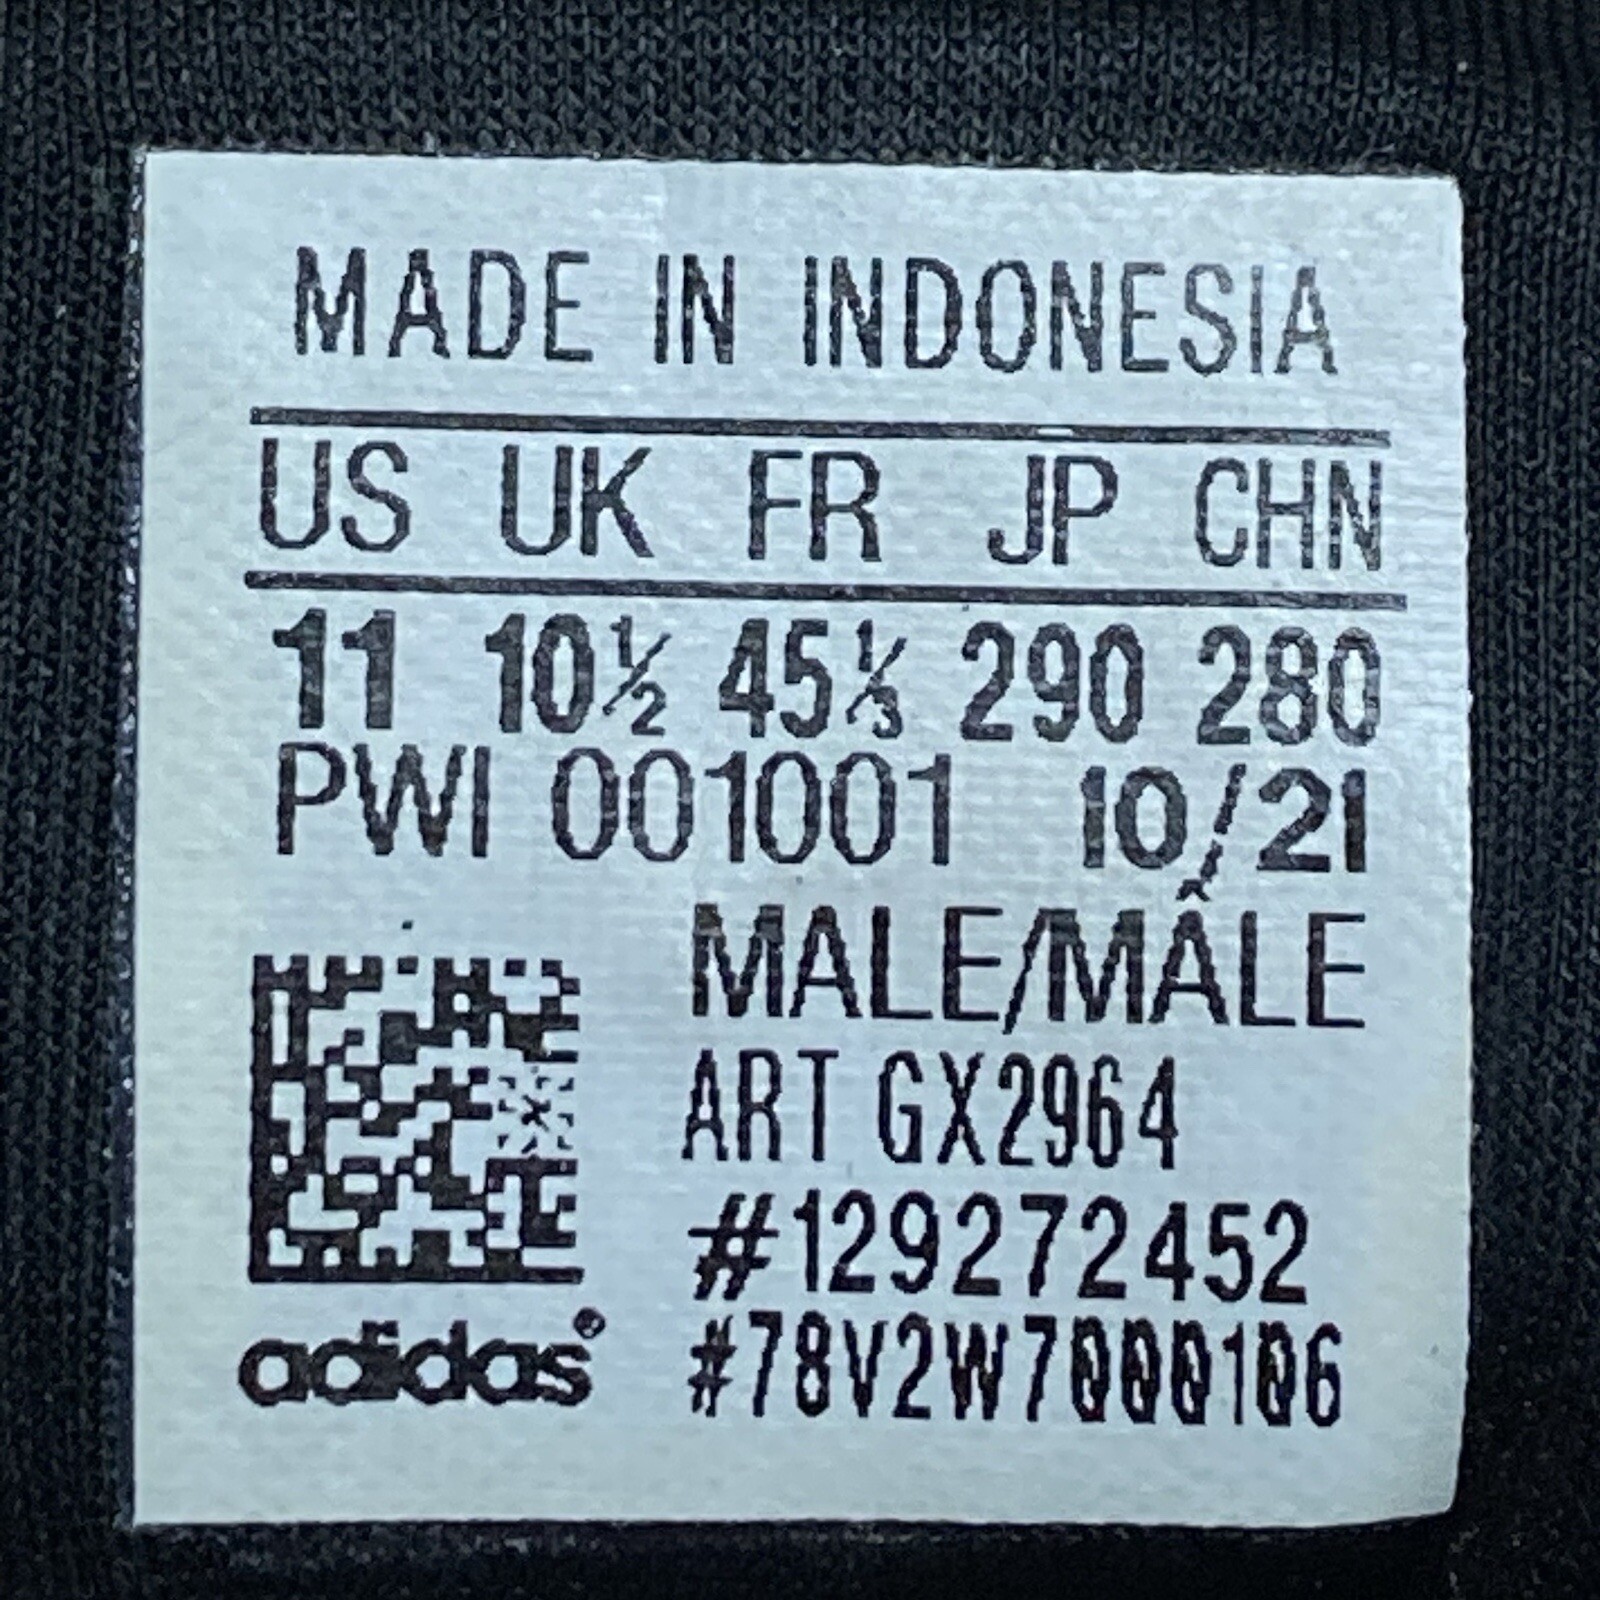 MADE IN INDONESIA
US UK FR JP CHN
11 10½ 45⅓ 290 280
PWI 001001 10/21
MALE/MÂLE
ART GX2964
#129272452
adidas® #78V2W7000106